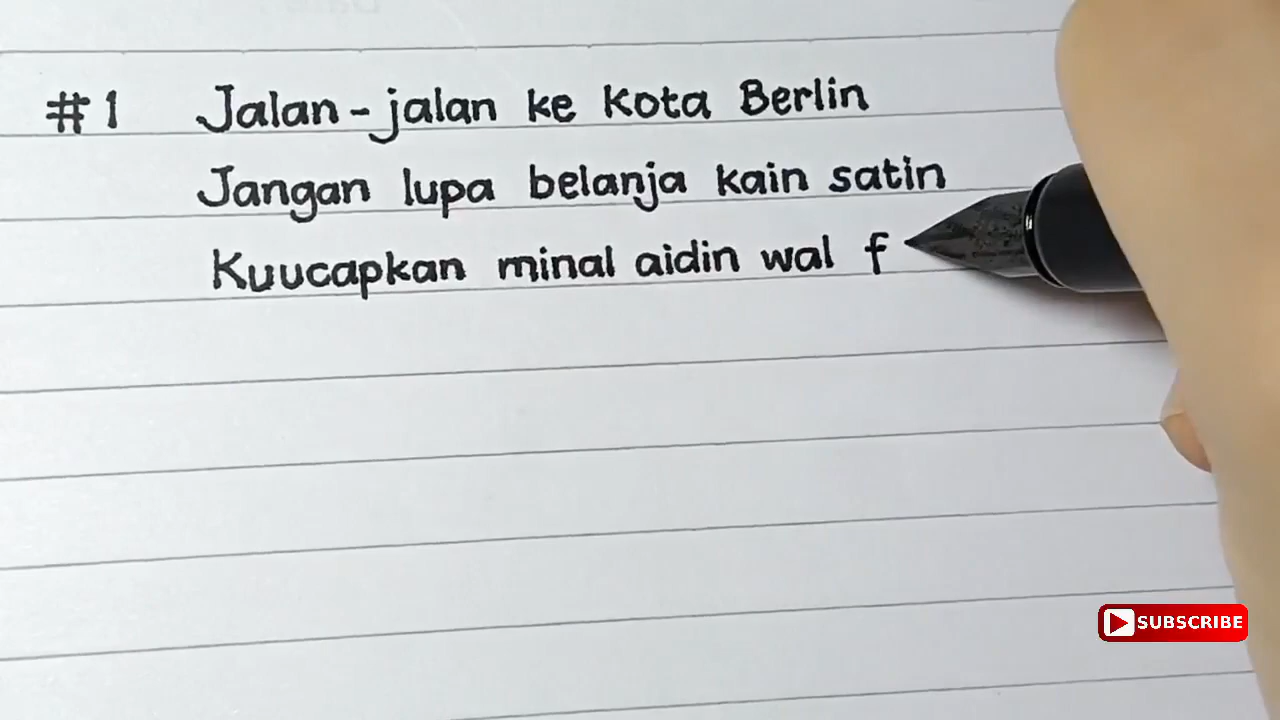 #1 Jalan-jalan ke Kota Berlin
Jangan lupa belanja kain satin
Kuucapkan minal aidin wal f
SUBSCRIBE